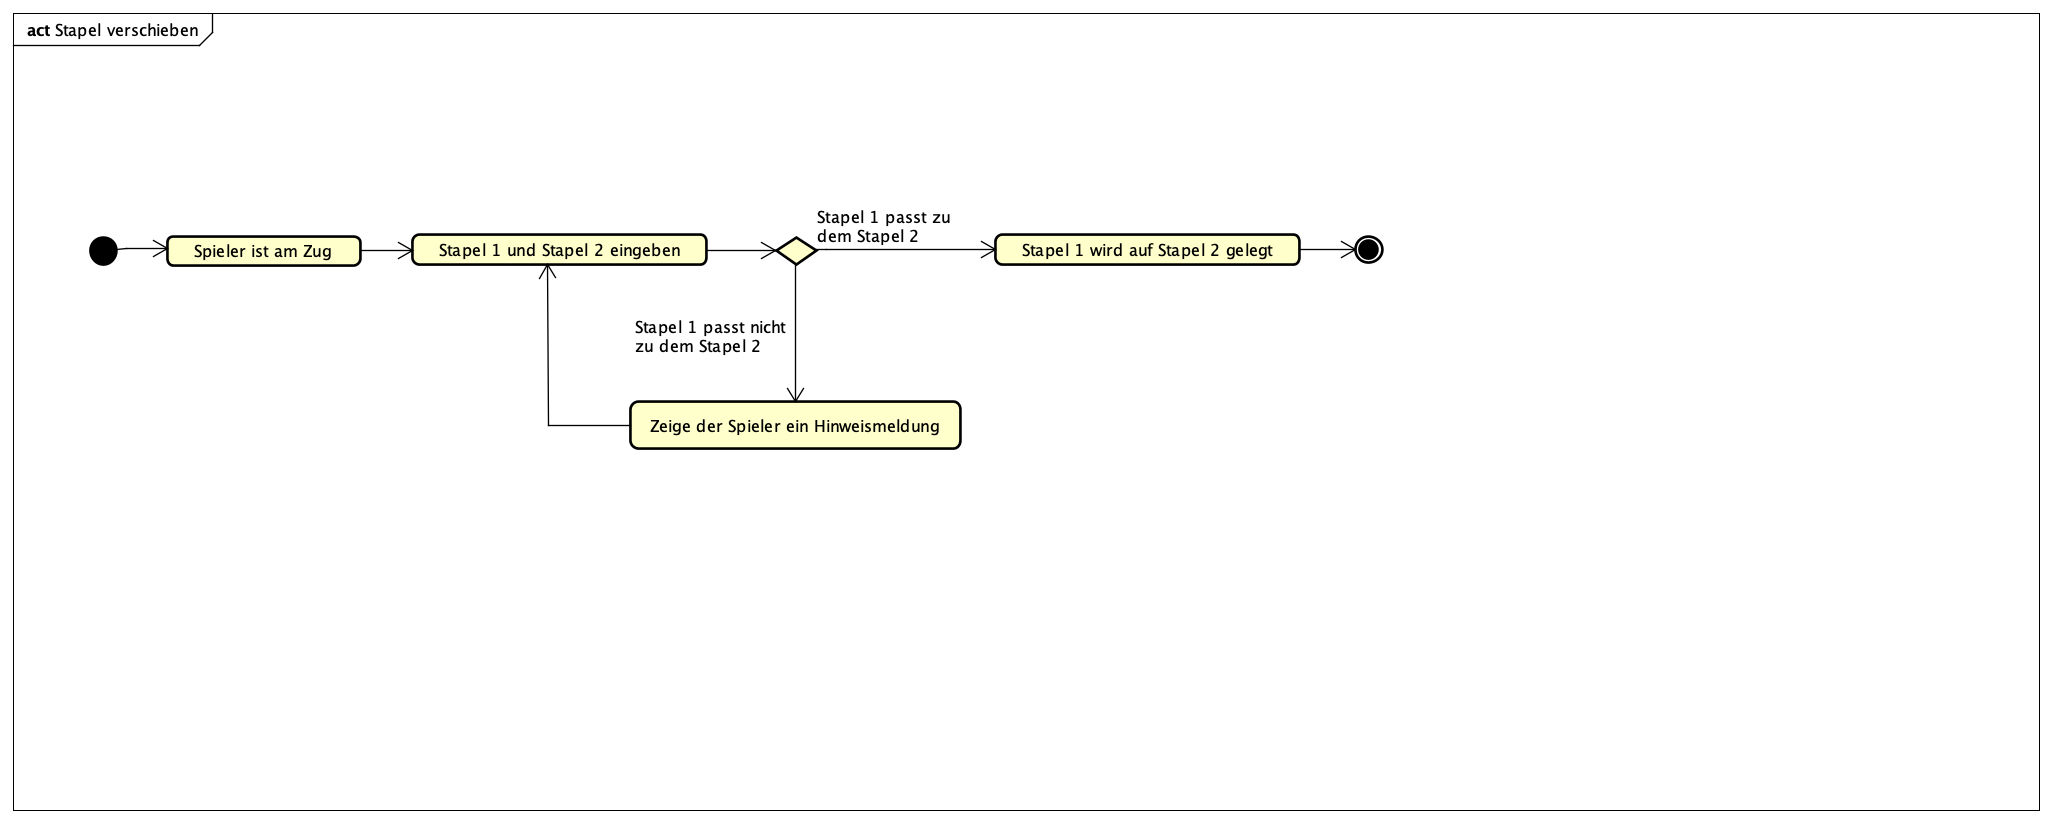 act Stapel verschieben
Stapel 1 passt zu
dem Stapel 2
Spieler ist am Zug
Stapel 1 und Stapel 2 eingeben
Stapel 1 wird auf Stapel 2 gelegt
Stapel 1 passt nicht
zu dem Stapel 2
Zeige der Spieler ein Hinweismeldung